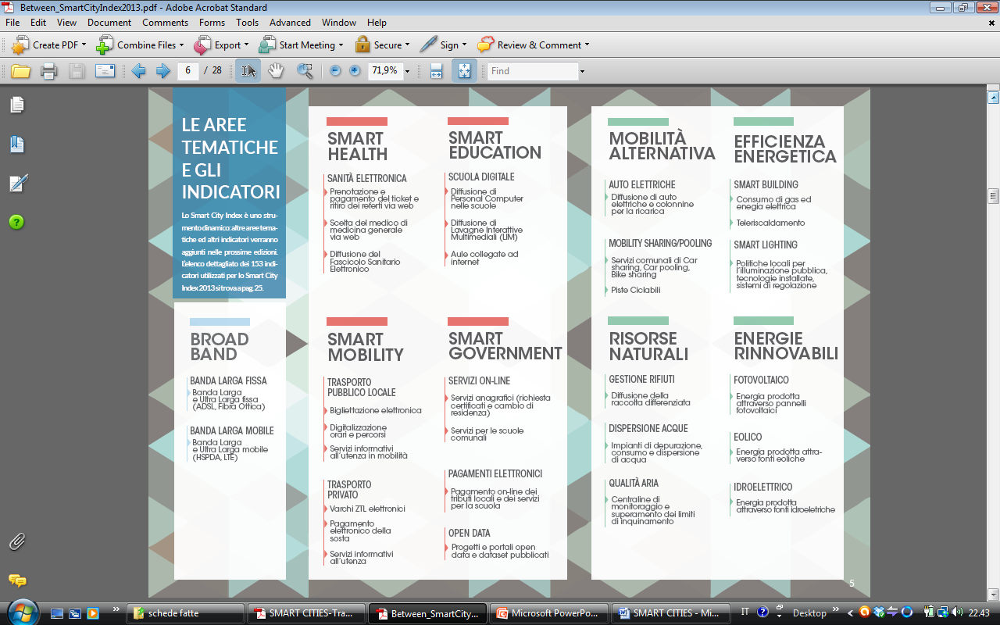 Between_SmartCityIndex2013.pdf - Adobe Acrobat Standard
File Edit View Document Comments Forms Tools Advanced Window Help
Create PDF Combine Files Export Start Meeting Secure Sign Review & Comment
6 / 28 71,9% Find
LE AREE
TEMATICHE
E GLI
INDICATORI
Lo Smart City Index è uno stru-
mento dinamico: altre aree tema-
tiche ed altri indicatori verranno
aggiunti nelle prossime edizioni.
L'elenco dettagliato dei 153 indi-
catori utilizzati per lo Smart City
Index 2013 si trova a pag. 25.
BROAD
BAND
BANDA LARGA FISSA
Banda Larga
e Ultra Larga fissa
(ADSL, Fibra Ottica)
BANDA LARGA MOBILE
Banda Larga
e Ultra Larga mobile
(HSPDA, LTE)
SMART
HEALTH
SANITÀ ELETTRONICA
Prenotazione e
pagamento del ticket e
ritiro dei referti via web
Scelta del medico di
medicina generale
via web
Diffusione del
Fascicolo Sanitario
Elettronico
SMART
EDUCATION
SCUOLA DIGITALE
Diffusione di
Personal Computer
nelle scuole
Diffusione di
Lavagne Interattive
Multimediali (LIM)
Aule collegate ad
internet
SMART
MOBILITY
TRASPORTO
PUBBLICO LOCALE
Bigliettazione elettronica
Digitalizzazione
orari e percorsi
Servizi informativi
all'utenza in mobilità
TRASPORTO
PRIVATO
Varchi ZTL elettronici
Pagamento
elettronico della
sosta
Servizi informativi
all'utenza
SMART
GOVERNMENT
SERVIZI ON-LINE
Servizi anagrafici (richiesta
certificati e cambio di
residenza)
Servizi per le scuole
comunali
PAGAMENTI ELETTRONICI
Pagamento on-line dei
tributi locali e dei servizi
per la scuola
OPEN DATA
Progetti e portali open
data e dataset pubblicati
MOBILITÀ
ALTERNATIVA
AUTO ELETTRICHE
Diffusione di auto
elettriche e colonnine
per la ricarica
MOBILITY SHARING/POOLING
Servizi comunali di Car
sharing, Car pooling,
Bike sharing
Piste Ciclabili
EFFICIENZA
ENERGETICA
SMART BUILDING
Consumo di gas ed
enegia elettrica
Teleriscaldamento
SMART LIGHTING
Politiche locali per
l'illuminazione pubblica,
tecnologie installate,
sistemi di regolazione
RISORSE
NATURALI
GESTIONE RIFIUTI
Diffusione della
raccolta differenziata
DISPERSIONE ACQUE
Impianti di depurazione,
consumo e dispersione
di acqua
QUALITÀ ARIA
Centraline di
monitoraggio e
superamento dei limiti
di inquinamento
ENERGIE
RINNOVABILI
FOTOVOLTAICO
Energia prodotta
attraverso pannelli
fotovoltaici
EOLICO
Energia prodotta attra-
verso fonti eoliche
IDROELETTRICO
Energia prodotta
attraverso fonti idroeletriche
5
schede fatte SMART CITIES-Tra... Between_SmartCity... Microsoft PowerPo... SMART CITIES - Mi... IT Desktop 22.43